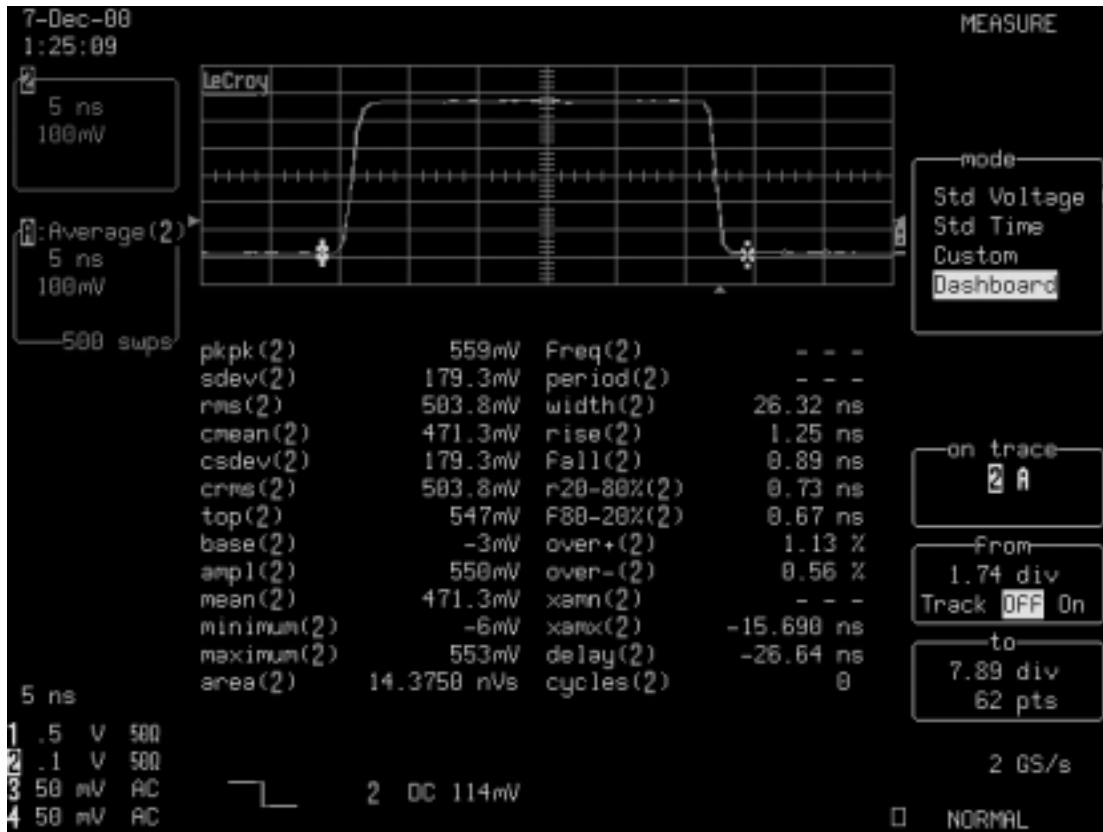 7-Dec-00
1:25:09
MEASURE
2
5 ns
100mV
LeCroy
A:Average(2)
5 ns
100mV
500 swps
mode
Std Voltage
Std Time
Custom
Dashboard
pkpk(2) 559mV freq(2) - - -
sdev(2) 179.3mV period(2) - - -
rms(2) 503.8mV width(2) 26.32 ns
cmean(2) 471.3mV rise(2) 1.25 ns
csdev(2) 179.3mV fall(2) 0.89 ns
crms(2) 503.8mV r20-80%(2) 0.73 ns
top(2) 547mV f80-20%(2) 0.67 ns
base(2) -3mV over+(2) 1.13 %
ampl(2) 550mV over-(2) 0.56 %
mean(2) 471.3mV xamn(2) - - -
minimum(2) -6mV xamx(2) -15.690 ns
maximum(2) 553mV delay(2) -26.64 ns
area(2) 14.3750 nVs cycles(2) 0
on trace
2 A
from
1.74 div
Track OFF On
to
7.89 div
62 pts
5 ns
1 .5 V 50Ω
2 .1 V 50Ω
3 50 mV AC
4 50 mV AC
2 DC 114mV
2 GS/s
NORMAL